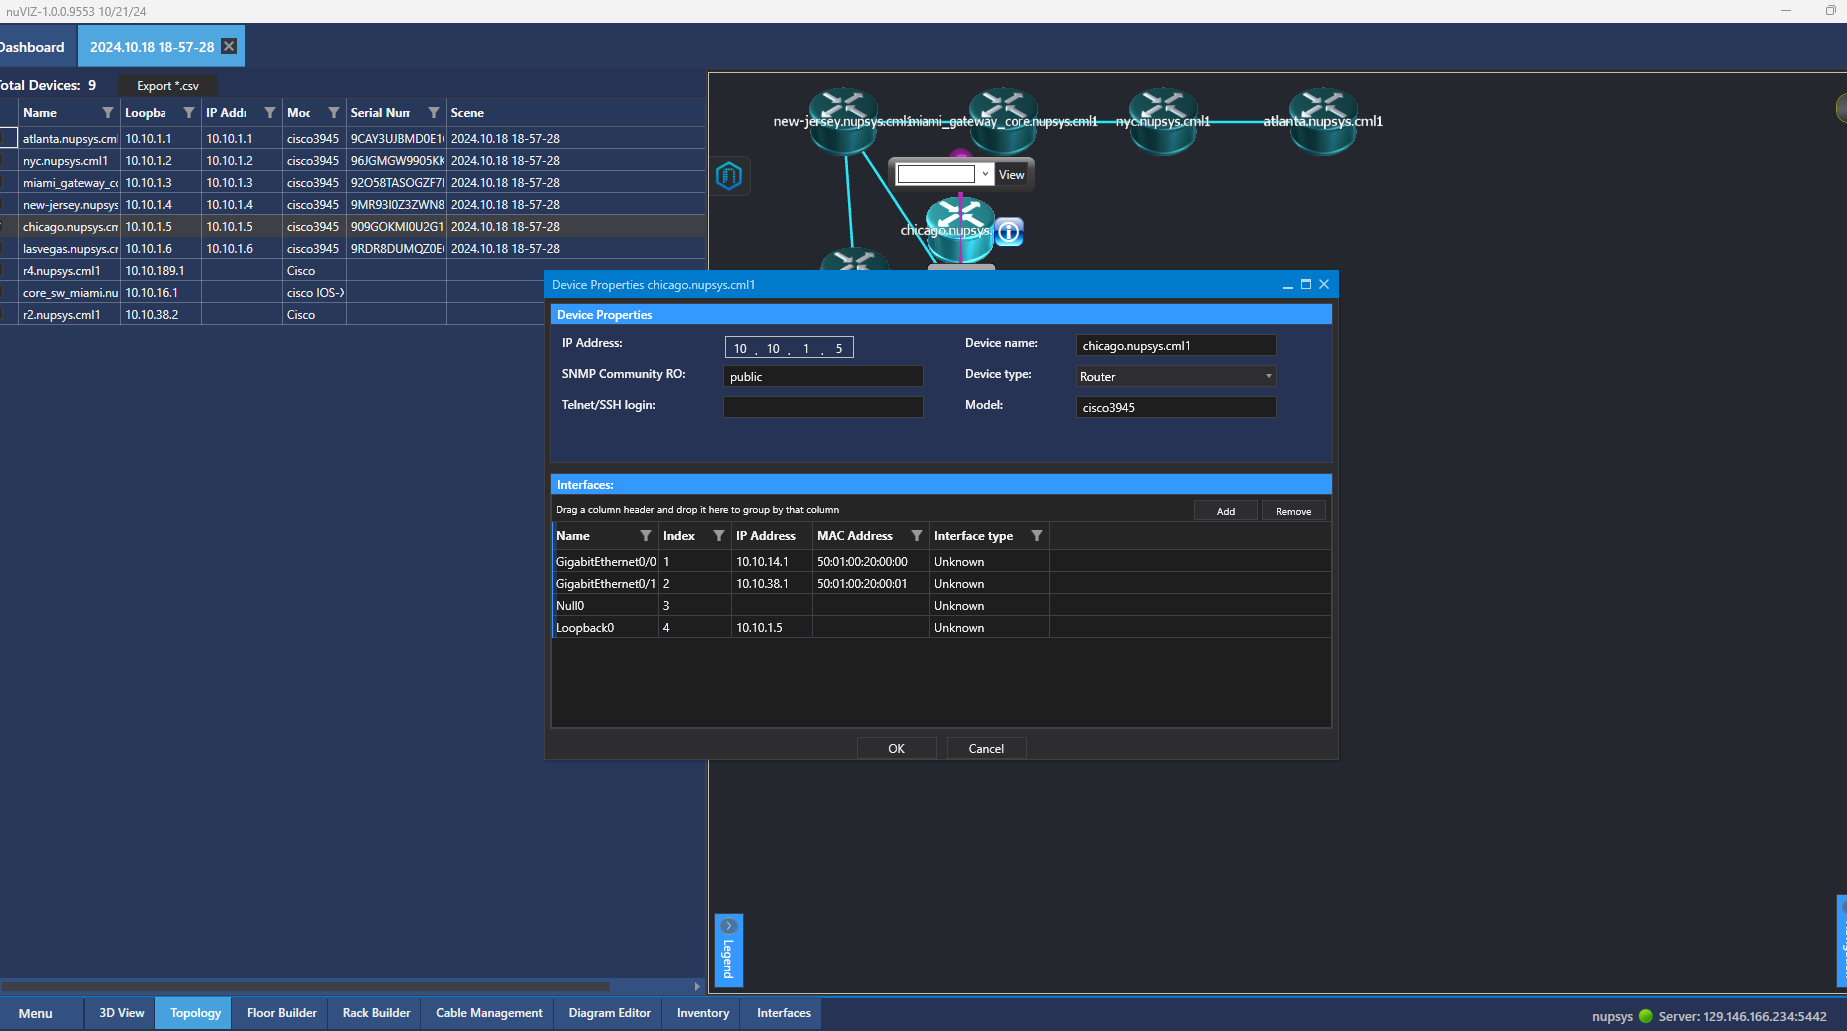 nuVIZ-1.0.0.9553 10/21/24
Dashboard
2024.10.18 18-57-28
Total Devices: 9
Export *.csv
Name Loopba IP Addr Moc Serial Num Scene
atlanta.nupsys.cml 10.10.1.1 10.10.1.1 cisco3945 9CAY3UJBMD0E1 2024.10.18 18-57-28
nyc.nupsys.cml1 10.10.1.2 10.10.1.2 cisco3945 96JGMGW9905KK 2024.10.18 18-57-28
miami_gateway_cc 10.10.1.3 10.10.1.3 cisco3945 92O58TASOGZF7 2024.10.18 18-57-28
new-jersey.nupsys 10.10.1.4 10.10.1.4 cisco3945 9MR93I0Z3ZWN8 2024.10.18 18-57-28
chicago.nupsys.cm 10.10.1.5 10.10.1.5 cisco3945 909GOKMI0U2G1 2024.10.18 18-57-28
lasvegas.nupsys.cr 10.10.1.6 10.10.1.6 cisco3945 9RDR8DUMQZ0E 2024.10.18 18-57-28
r4.nupsys.cml1 10.10.189.1 Cisco
core_sw_miami.nu 10.10.16.1 cisco IOS-X
r2.nupsys.cml1 10.10.38.2 Cisco
new-jersey.nupsys.cml1 miami_gateway_core.nupsys.cml1 nyc.nupsys.cml1 atlanta.nupsys.cml1
View
chicago.nupsys.
Device Properties chicago.nupsys.cml1
Device Properties
IP Address: 10 . 10 . 1 . 5 Device name: chicago.nupsys.cml1
SNMP Community RO: public Device type: Router
Telnet/SSH login: Model: cisco3945
Interfaces:
Drag a column header and drop it here to group by that column
Add Remove
Name Index IP Address MAC Address Interface type
GigabitEthernet0/0 1 10.10.14.1 50:01:00:20:00:00 Unknown
GigabitEthernet0/1 2 10.10.38.1 50:01:00:20:00:01 Unknown
Null0 3 Unknown
Loopback0 4 10.10.1.5 Unknown
OK Cancel
Legend
Menu 3D View Topology Floor Builder Rack Builder Cable Management Diagram Editor Inventory Interfaces
nupsys Server: 129.146.166.234:5442